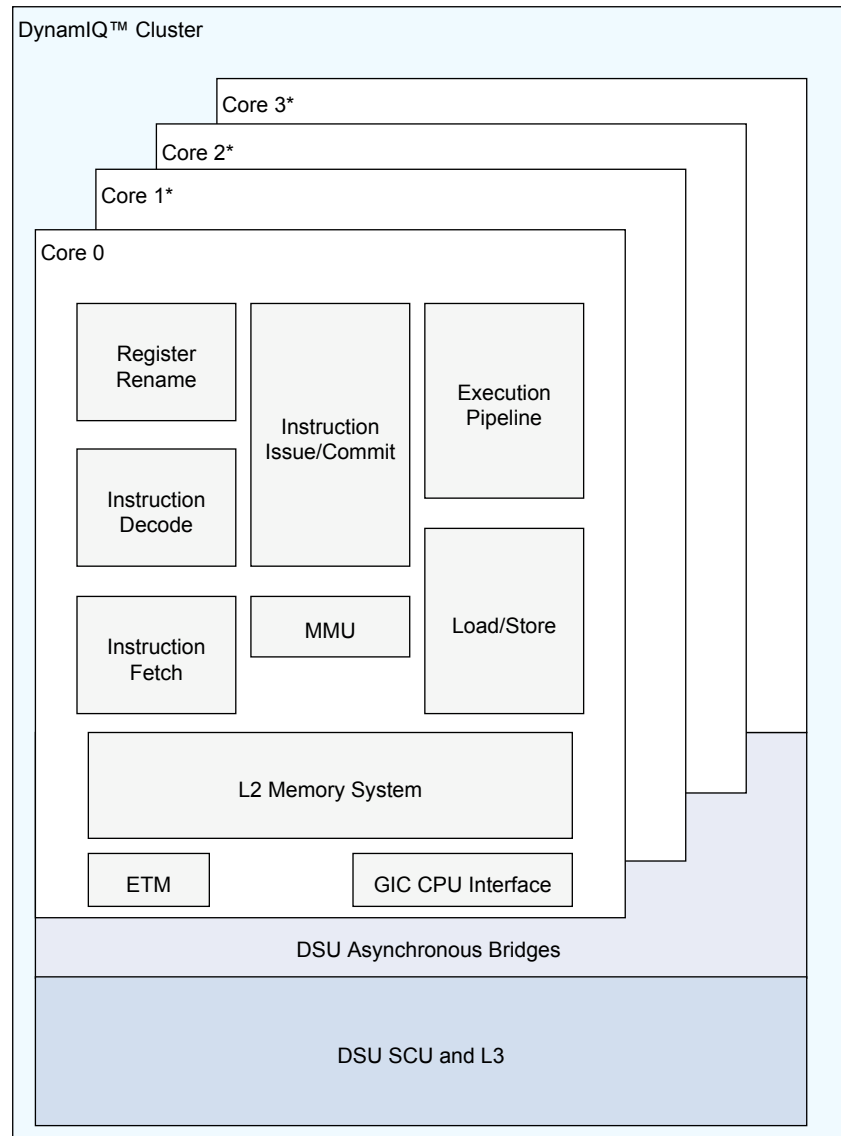 DynamIQ™ Cluster
Core 3*
Core 2*
Core 1*
Core 0
Register
Rename
Instruction
Issue/Commit
Execution
Pipeline
Instruction
Decode
Instruction
Fetch
MMU
Load/Store
L2 Memory System
ETM
GIC CPU Interface
DSU Asynchronous Bridges
DSU SCU and L3